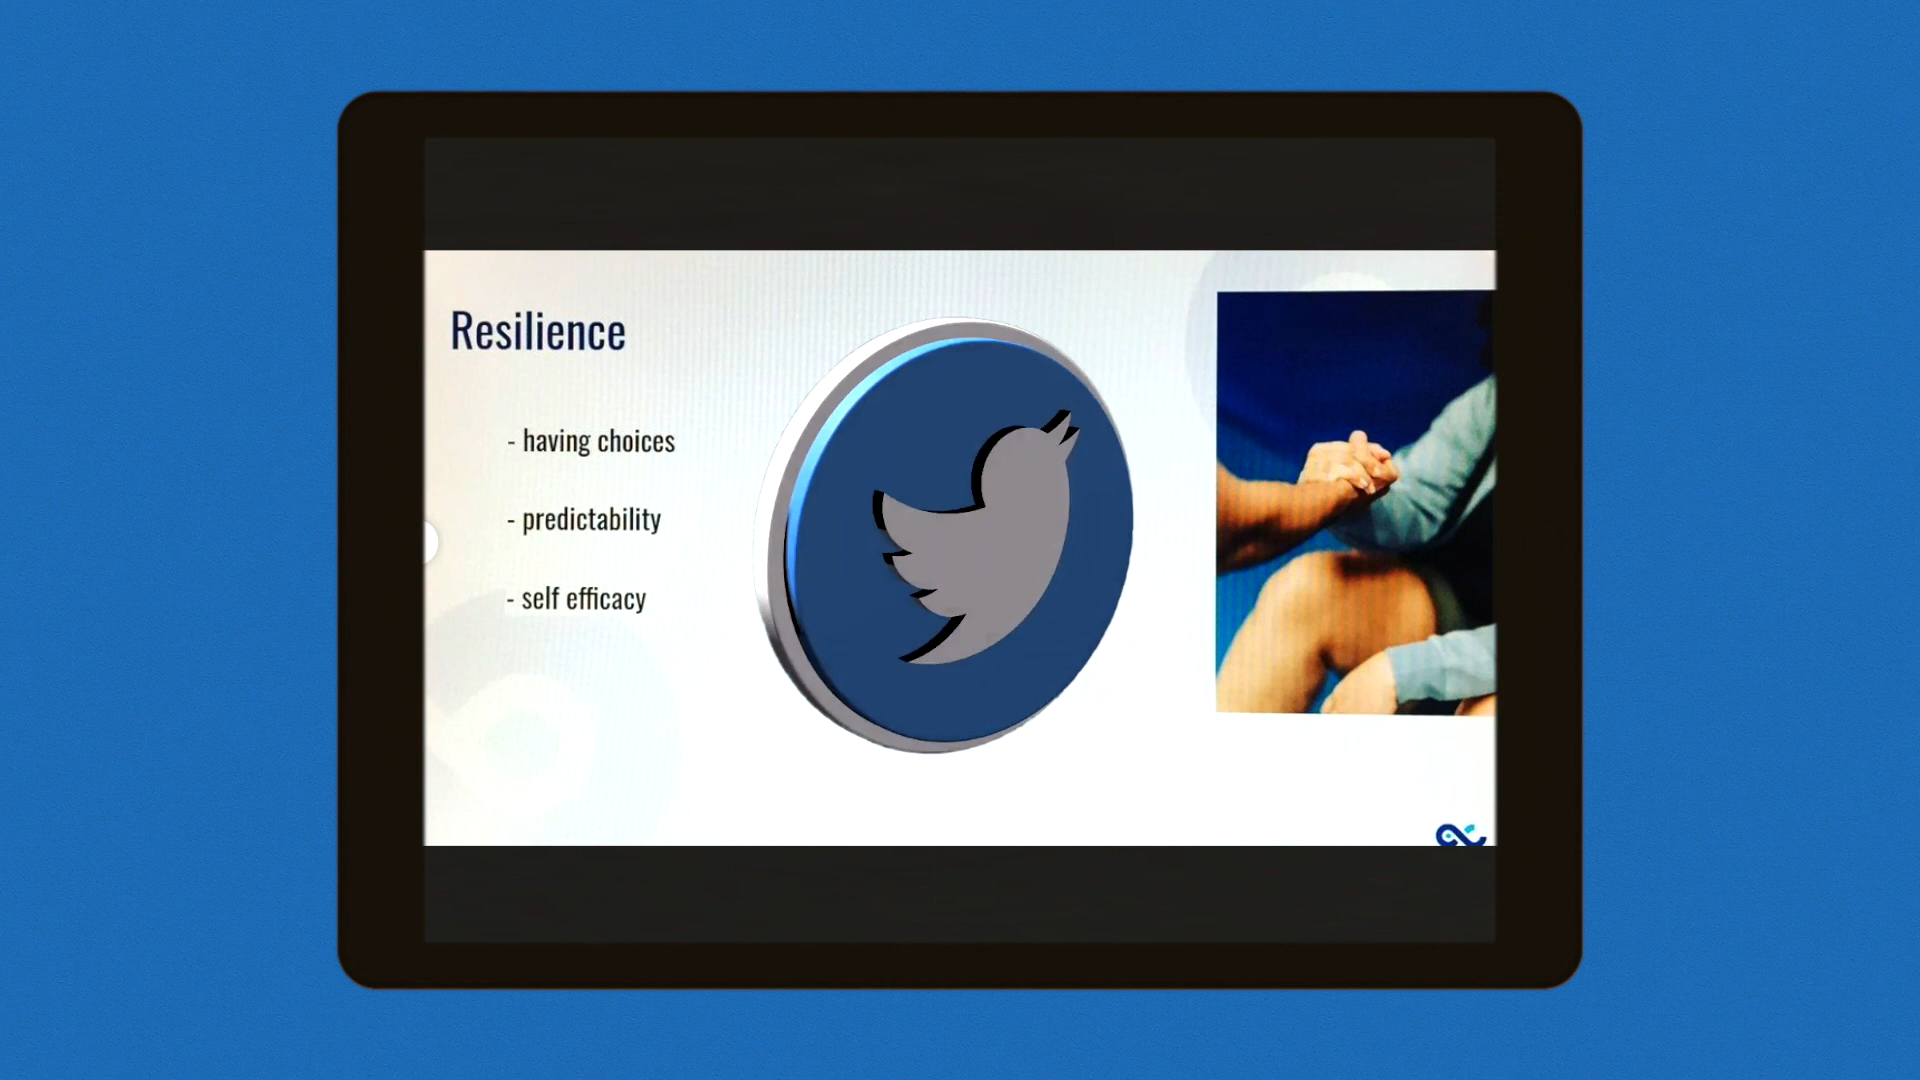 Resilience
- having choices
- predictability
- self efficacy